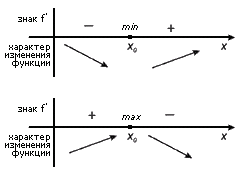 знак f'
− min +
характер
изменения
функции
x₀ x
знак f'
+ max −
характер
изменения
функции
x₀ x